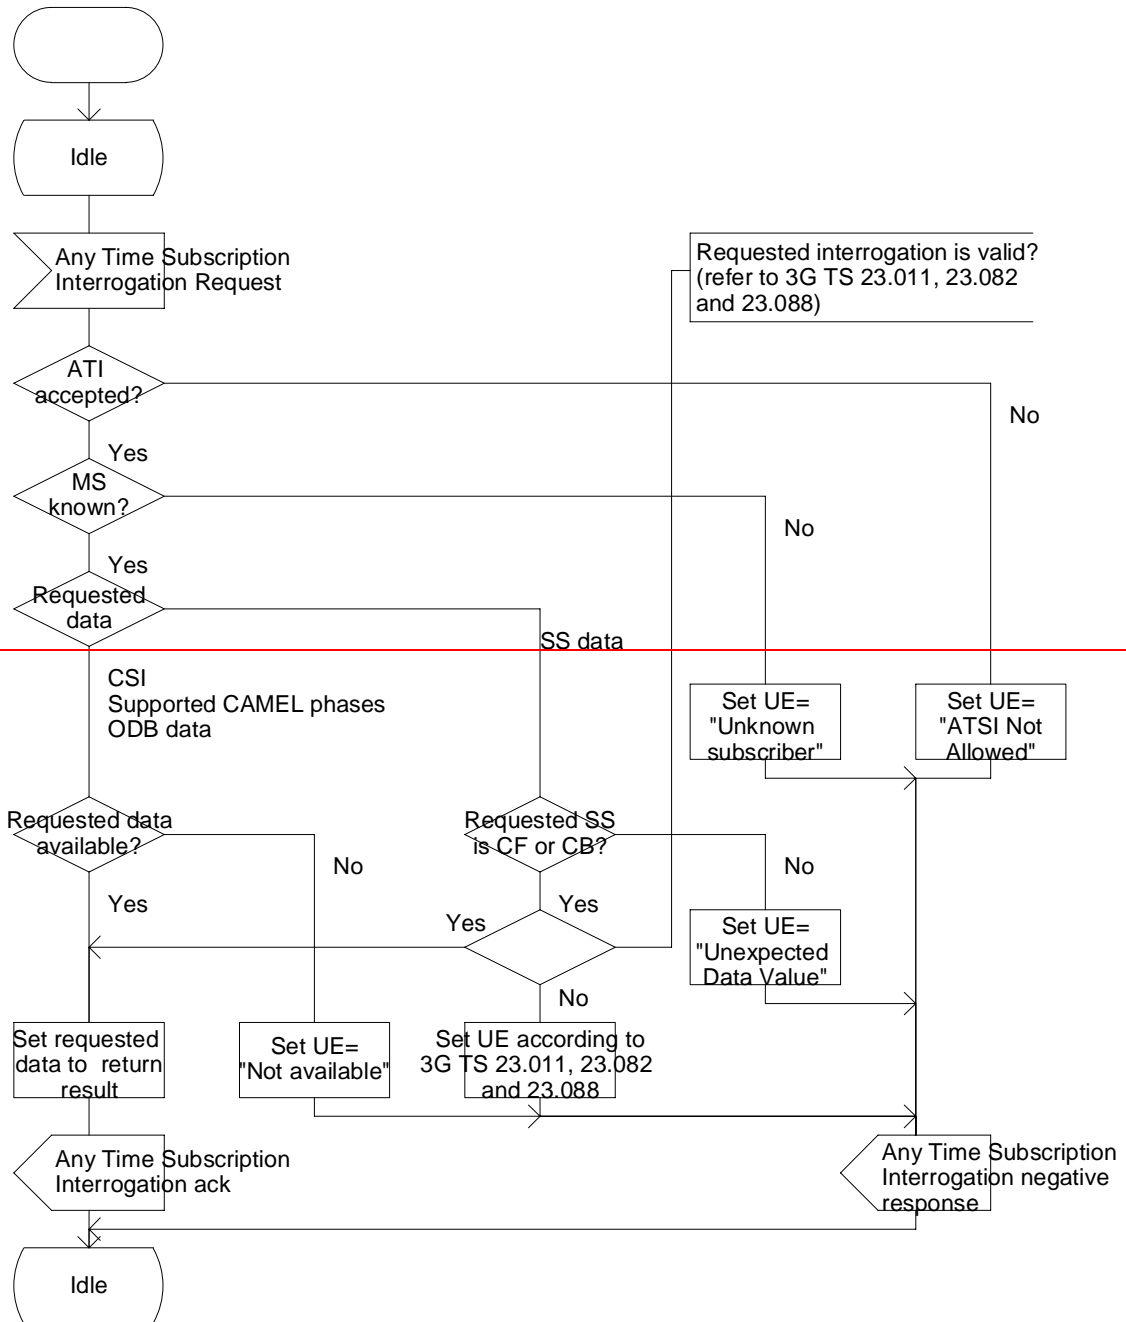 Idle
Any Time Subscription
Interrogation Request
Requested interrogation is valid?
(refer to 3G TS 23.011, 23.082
and 23.088)
ATI
accepted?
No
Yes
MS
known?
No
Yes
Requested
data
SS data
CSI
Supported CAMEL phases
ODB data
Set UE=
"Unknown
subscriber"
Set UE=
"ATSI Not
Allowed"
Requested data
available?
No
Yes
Requested SS
is CF or CB?
No
Yes
Yes
Set UE=
"Unexpected
Data Value"
No
Set requested
data to  return
result
Set UE=
"Not available"
Set UE according to
3G TS 23.011, 23.082
and 23.088
Any Time Subscription
Interrogation ack
Any Time Subscription
Interrogation negative
response
Idle